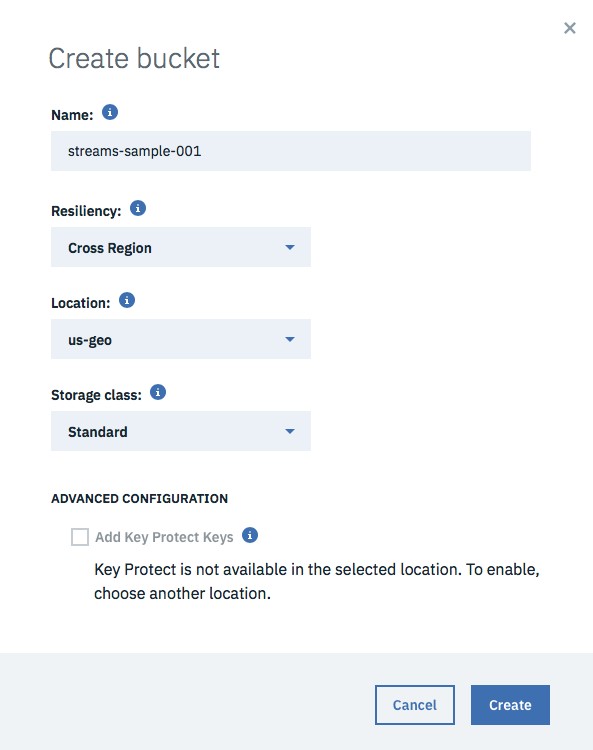 Create bucket
Name:
streams-sample-001
Resiliency:
Cross Region
Location:
us-geo
Storage class:
Standard
ADVANCED CONFIGURATION
Add Key Protect Keys
Key Protect is not available in the selected location. To enable,
choose another location.
Cancel
Create